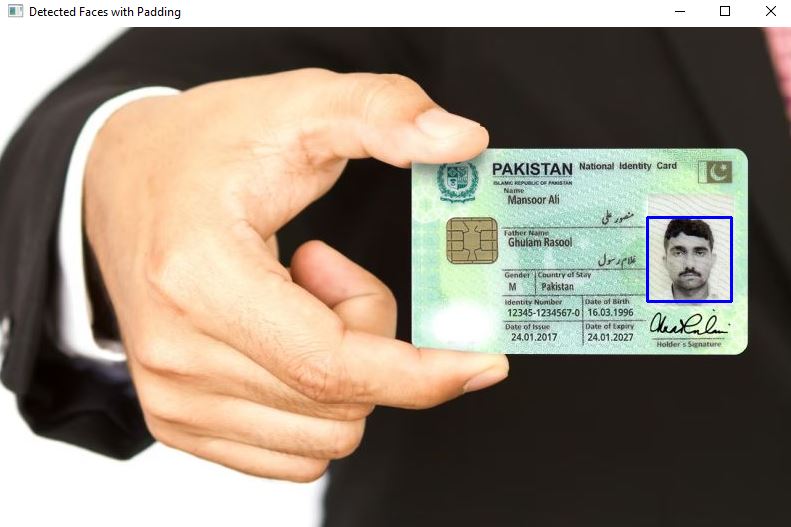 Detected Faces with Padding
PAKISTAN National Identity Card
ISLAMIC REPUBLIC OF PAKISTAN
Name
Mansoor Ali
منصور علی
Father Name
Ghulam Rasool
غلام رسول
Gender Country of Stay
M Pakistan
Identity Number Date of Birth
12345-1234567-0 16.03.1996
Date of Issue Date of Expiry
24.01.2017 24.01.2027
Holder's Signature